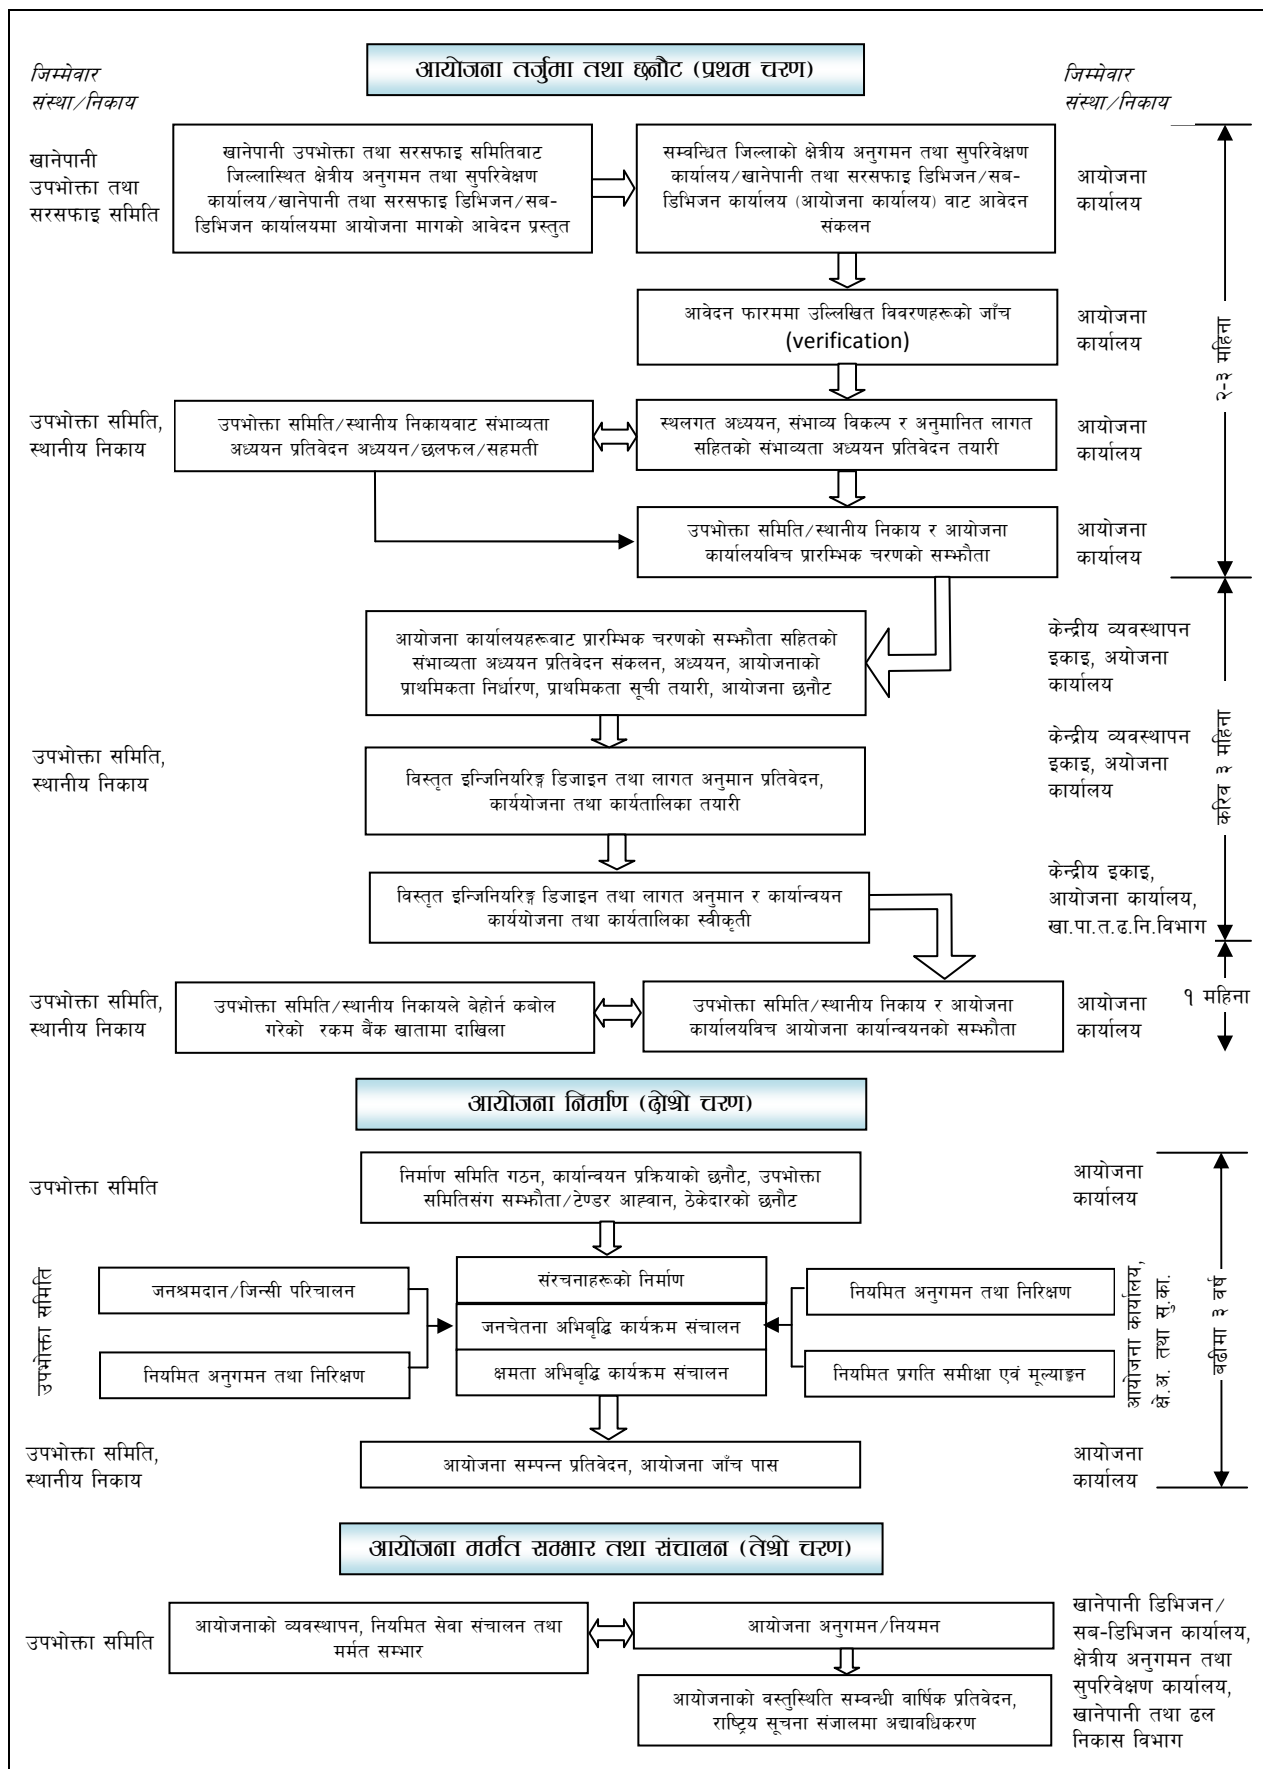 आयोजना तर्जुमा तथा छनौट (प्रथम चरण)
जिम्मेवार
संस्था/निकाय
जिम्मेवार
संस्था/निकाय
खानेपानी
उपभोक्ता तथा
सरसफाइ समिति
खानेपानी उपभोक्ता तथा सरसफाइ समितिवाट
जिल्लास्थित क्षेत्रीय अनुगमन तथा सुपरिवेक्षण
कार्यालय/खानेपानी तथा सरसफाइ डिभिजन/सब-
डिभिजन कार्यालयमा आयोजना मागको आवेदन प्रस्तुत
सम्वन्धित जिल्लाको क्षेत्रीय अनुगमन तथा सुपरिवेक्षण
कार्यालय/खानेपानी तथा सरसफाइ डिभिजन/सब-
डिभिजन कार्यालय (आयोजना कार्यालय) वाट आवेदन
संकलन
आयोजना
कार्यालय
आवेदन फारममा उल्लिखित विवरणहरूको जाँच
(verification)
आयोजना
कार्यालय
२-३ महिना
उपभोक्ता समिति,
स्थानीय निकाय
उपभोक्ता समिति/स्थानीय निकायवाट संभाव्यता
अध्ययन प्रतिवेदन अध्ययन/छलफल/सहमती
स्थलगत अध्ययन, संभाव्य विकल्प र अनुमानित लागत
सहितको संभाव्यता अध्ययन प्रतिवेदन तयारी
आयोजना
कार्यालय
उपभोक्ता समिति/स्थानीय निकाय र आयोजना
कार्यालयविच प्रारम्भिक चरणको सम्झौता
आयोजना
कार्यालय
आयोजना कार्यालयहरूवाट प्रारम्भिक चरणको सम्झौता सहितको
संभाव्यता अध्ययन प्रतिवेदन संकलन, अध्ययन, आयोजनाको
प्राथमिकता निर्धारण, प्राथमिकता सूची तयारी, आयोजना छनौट
केन्द्रीय व्यवस्थापन
इकाइ, अयोजना
कार्यालय
करिव ३ महिना
उपभोक्ता समिति,
स्थानीय निकाय
विस्तृत इन्जिनियरिङ्ग डिजाइन तथा लागत अनुमान प्रतिवेदन,
कार्ययोजना तथा कार्यतालिका तयारी
केन्द्रीय व्यवस्थापन
इकाइ, अयोजना
कार्यालय
विस्तृत इन्जिनियरिङ्ग डिजाइन तथा लागत अनुमान र कार्यान्वयन
कार्ययोजना तथा कार्यतालिका स्वीकृती
केन्द्रीय इकाइ,
आयोजना कार्यालय,
खा.पा.त.ढ.नि.विभाग
उपभोक्ता समिति,
स्थानीय निकाय
उपभोक्ता समिति/स्थानीय निकायले बेहोर्न कबोल
गरेको रकम बैंक खातामा दाखिला
उपभोक्ता समिति/स्थानीय निकाय र आयोजना
कार्यालयविच आयोजना कार्यान्वयनको सम्झौता
आयोजना
कार्यालय
१ महिना
आयोजना निर्माण (दोश्रो चरण)
उपभोक्ता समिति
निर्माण समिति गठन, कार्यान्वयन प्रक्रियाको छनौट, उपभोक्ता
समितिसंग सम्झौता/टेण्डर आह्वान, ठेकेदारको छनौट
आयोजना
कार्यालय
उपभोक्ता समिति
जनश्रमदान/जिन्सी परिचालन
नियमित अनुगमन तथा निरिक्षण
संरचनाहरूको निर्माण
जनचेतना अभिबृद्धि कार्यक्रम संचालन
क्षमता अभिबृद्धि कार्यक्रम संचालन
नियमित अनुगमन तथा निरिक्षण
नियमित प्रगति समीक्षा एवं मूल्याङ्कन
आयोजना कार्यालय,
क्षे.अ. तथा सु.का.
बढीमा ३ वर्ष
उपभोक्ता समिति,
स्थानीय निकाय
आयोजना सम्पन्न प्रतिवेदन, आयोजना जाँच पास
आयोजना
कार्यालय
आयोजना मर्मत सम्भार तथा संचालन (तेश्रो चरण)
उपभोक्ता समिति
आयोजनाको व्यवस्थापन, नियमित सेवा संचालन तथा
मर्मत सम्भार
आयोजना अनुगमन/नियमन
आयोजनाको वस्तुस्थिति सम्वन्धी वार्षिक प्रतिवेदन,
राष्ट्रिय सूचना संजालमा अद्यावधिकरण
खानेपानी डिभिजन/
सब-डिभिजन कार्यालय,
क्षेत्रीय अनुगमन तथा
सुपरिवेक्षण कार्यालय,
खानेपानी तथा ढल
निकास विभाग